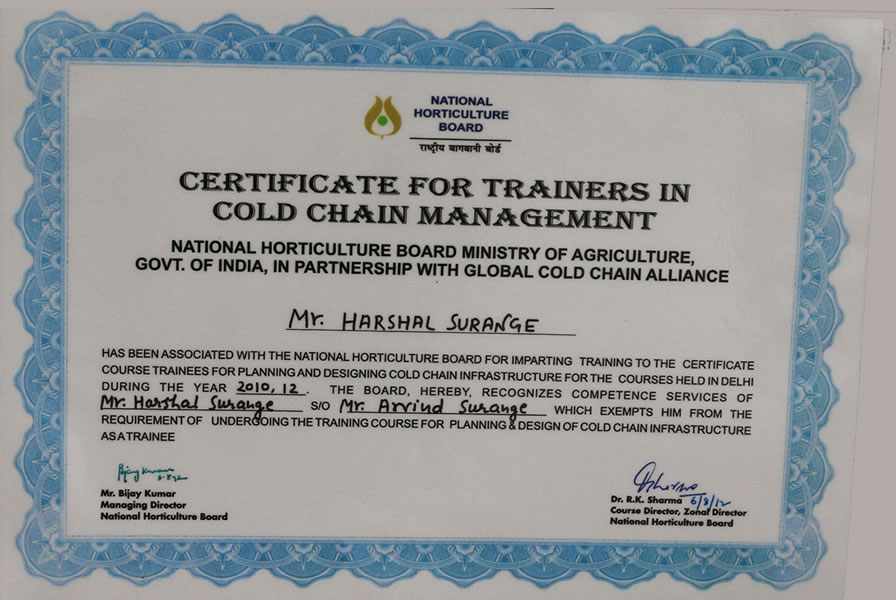 NATIONAL
HORTICULTURE
BOARD
राष्ट्रीय बागबानी बोर्ड
CERTIFICATE FOR TRAINERS IN
COLD CHAIN MANAGEMENT
NATIONAL HORTICULTURE BOARD MINISTRY OF AGRICULTURE,
GOVT. OF INDIA, IN PARTNERSHIP WITH GLOBAL COLD CHAIN ALLIANCE
Mr. HARSHAL SURANGE
HAS BEEN ASSOCIATED WITH THE NATIONAL HORTICULTURE BOARD FOR IMPARTING TRAINING TO THE CERTIFICATE
COURSE TRAINEES FOR PLANNING AND DESIGNING COLD CHAIN INFRASTRUCTURE FOR THE COURSES HELD IN DELHI
DURING THE YEAR 2010, 12. THE BOARD, HEREBY, RECOGNIZES COMPETENCE SERVICES OF
Mr. Harshal Surange S/O Mr. Arvind Surange WHICH EXEMPTS HIM FROM THE
REQUIREMENT OF UNDERGOING THE TRAINING COURSE FOR PLANNING & DESIGN OF COLD CHAIN INFRASTRUCTURE
AS A TRAINEE
Bijay Kumar
Mr. Bijay Kumar
Managing Director
National Horticulture Board
Dr. R.K. Sharma 6/8/12
Course Director, Zonal Director
National Horticulture Board